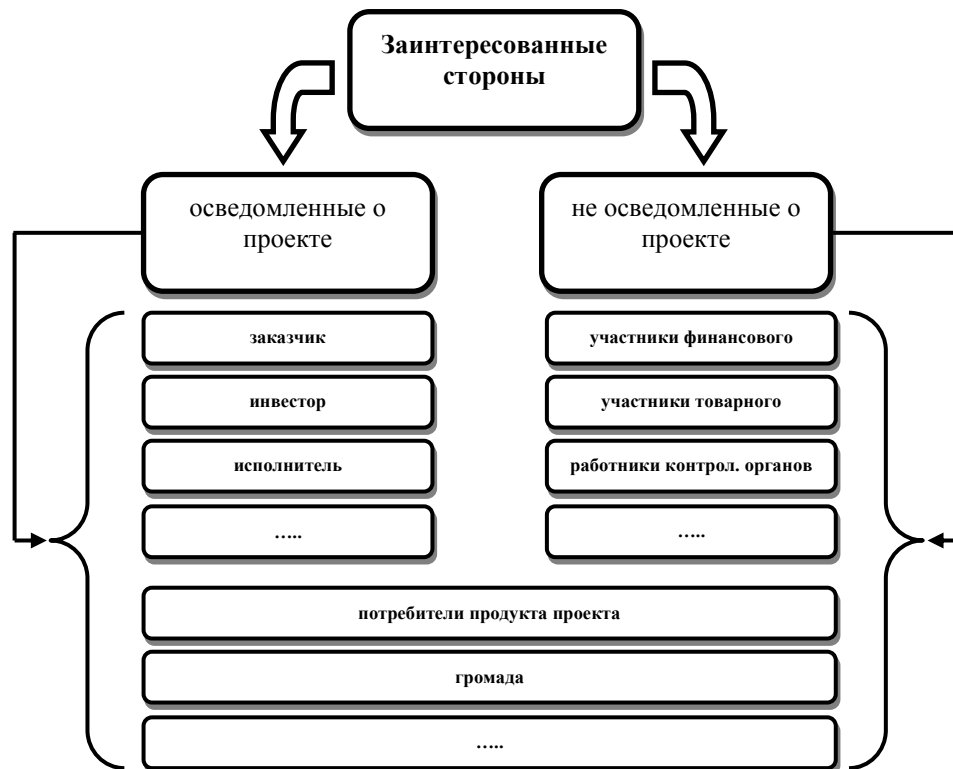 Заинтересованные
стороны
осведомленные о
проекте
не осведомленные о
проекте
заказчик
участники финансового
инвестор
участники товарного
исполнитель
работники контрол. органов
…..
…..
потребители продукта проекта
громада
…..